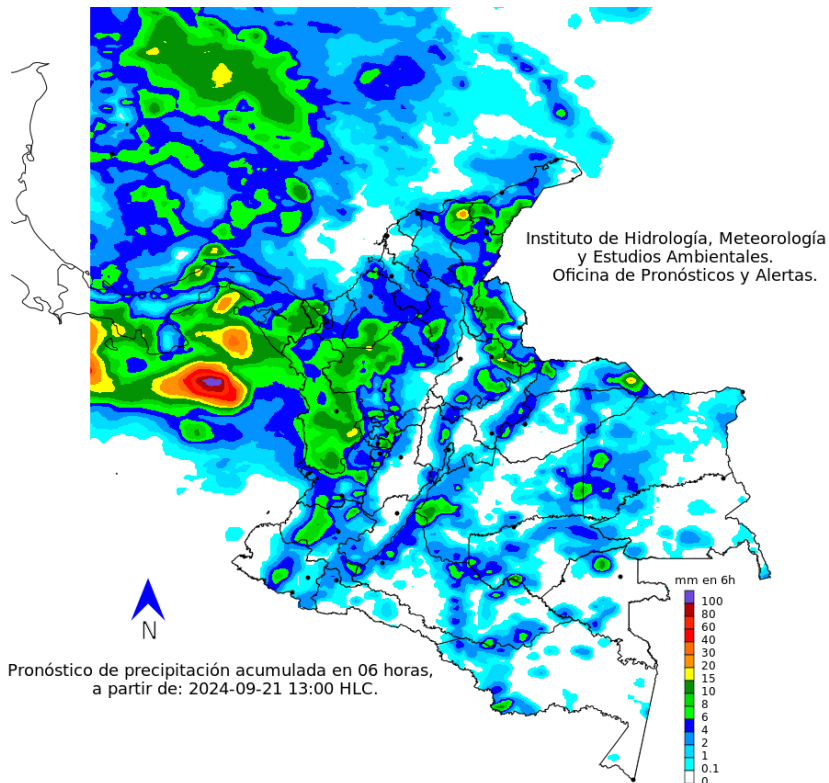 Instituto de Hidrología, Meteorología
y Estudios Ambientales.
Oficina de Pronósticos y Alertas.
mm en 6h
100
80
60
40
30
20
15
10
8
6
4
2
1
0.1
0
N
Pronóstico de precipitación acumulada en 06 horas,
a partir de: 2024-09-21 13:00 HLC.